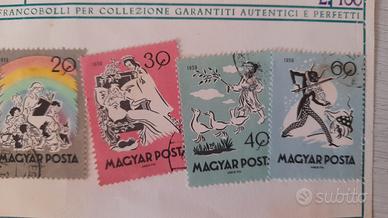 FRANCOBOLLI PER COLLEZIONE GARANTITI AUTENTICI E PERFETTI
1959
20
MAGYAR POSTA
1959
30
MAGYAR POSTA
1959
40
MAGYAR POSTA
1959
60
MAGYAR POSTA
subito